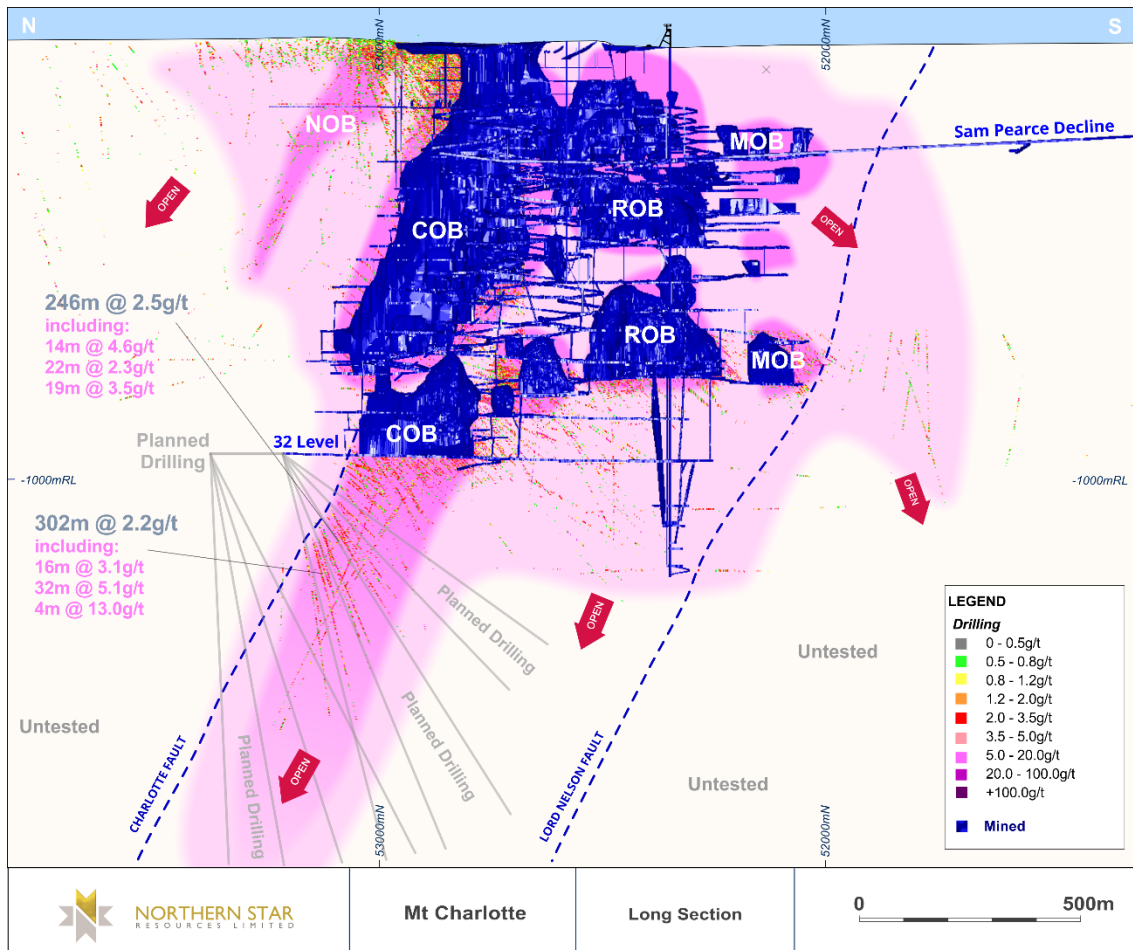 N
S
53000mN
52000mN
NOB
MOB
Sam Pearce Decline
OPEN
OPEN
COB
ROB
246m @ 2.5g/t
including:
14m @ 4.6g/t
22m @ 2.3g/t
19m @ 3.5g/t
ROB
MOB
COB
Planned
Drilling
32 Level
-1000mRL
-1000mRL
OPEN
302m @ 2.2g/t
including:
16m @ 3.1g/t
32m @ 5.1g/t
4m @ 13.0g/t
Planned Drilling
OPEN
Untested
Untested
Planned Drilling
Planned Drilling
OPEN
Untested
CHARLOTTE FAULT
LORD NELSON FAULT
53000mN
52000mN
LEGEND
Drilling
0 - 0.5g/t
0.5 - 0.8g/t
0.8 - 1.2g/t
1.2 - 2.0g/t
2.0 - 3.5g/t
3.5 - 5.0g/t
5.0 - 20.0g/t
20.0 - 100.0g/t
+100.0g/t
Mined
NORTHERN STAR
RESOURCES LIMITED
Mt Charlotte
Long Section
0
500m